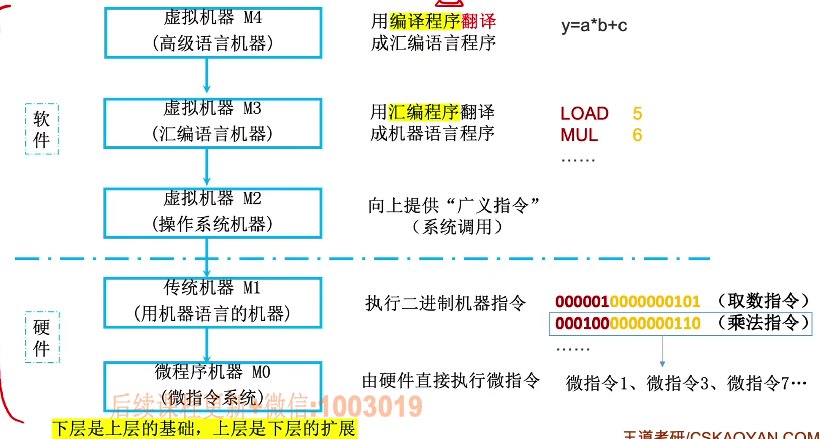 虚拟机器 M4
(高级语言机器)
用编译程序翻译
成汇编语言程序
y=a*b+c
软件
虚拟机器 M3
(汇编语言机器)
用汇编程序翻译
成机器语言程序
LOAD 5
MUL 6
……
虚拟机器 M2
(操作系统机器)
向上提供“广义指令”
(系统调用)
硬件
传统机器 M1
(用机器语言的机器)
执行二进制机器指令
0000010000000101 (取数指令)
0001000000000110 (乘法指令)
……
微程序机器 M0
(微指令系统)
由硬件直接执行微指令
微指令1、微指令3、微指令7…
后续课程更新+微信:1003019
下层是上层的基础，上层是下层的扩展
王道考研/CSKAOYAN.COM